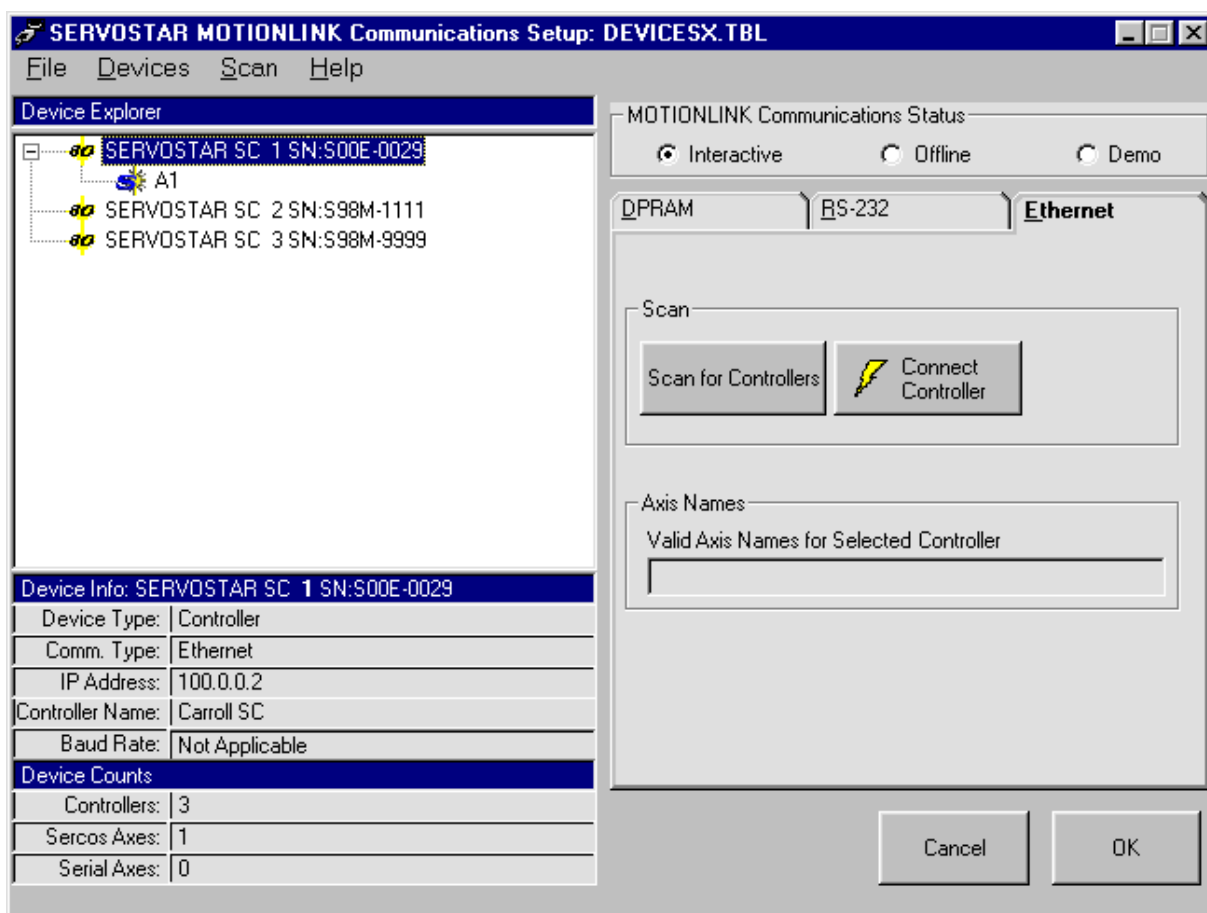 SERVOSTAR MOTIONLINK Communications Setup: DEVICESX.TBL
File Devices Scan Help
Device Explorer
SERVOSTAR SC 1 SN:S00E-0029
A1
SERVOSTAR SC 2 SN:S98M-1111
SERVOSTAR SC 3 SN:S98M-9999
Device Info: SERVOSTAR SC 1 SN:S00E-0029
Device Type: Controller
Comm. Type: Ethernet
IP Address: 100.0.0.2
Controller Name: Carroll SC
Baud Rate: Not Applicable
Device Counts
Controllers: 3
Sercos Axes: 1
Serial Axes: 0
MOTIONLINK Communications Status
Interactive Offline Demo
DPRAM RS-232 Ethernet
Scan
Scan for Controllers
Connect
Controller
Axis Names
Valid Axis Names for Selected Controller
Cancel OK